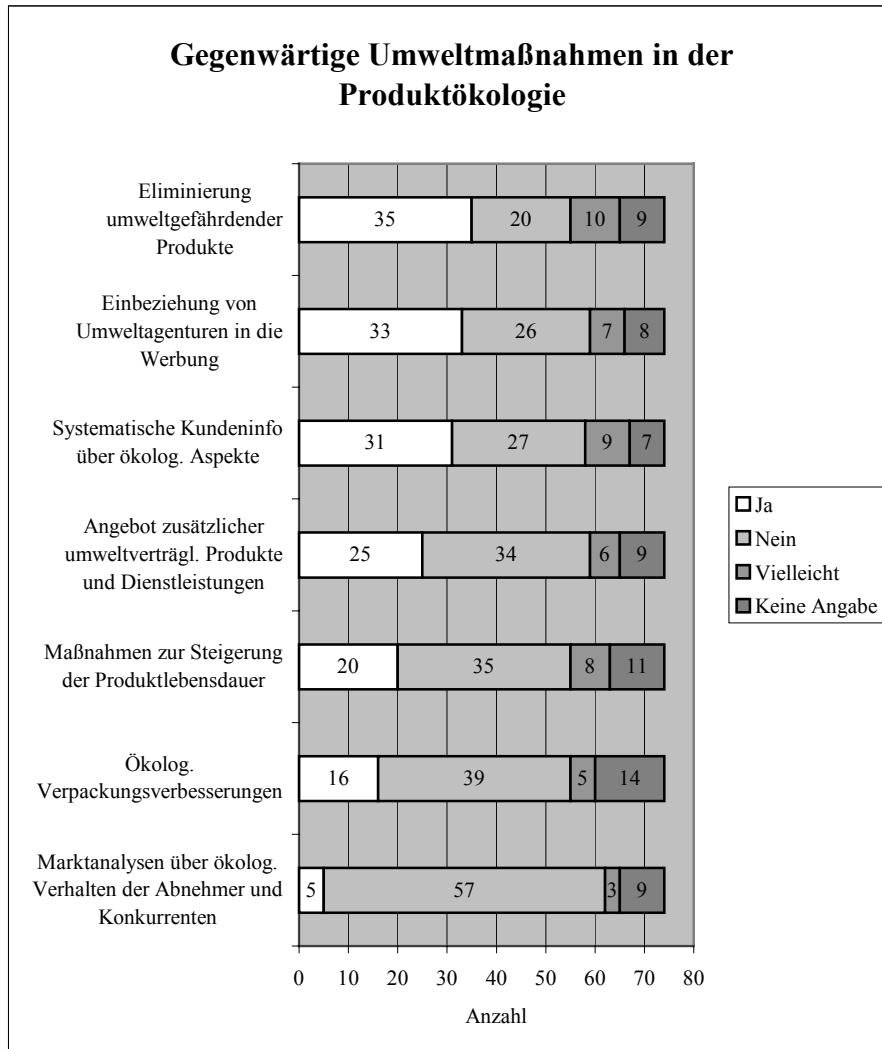 Gegenwärtige Umweltmaßnahmen in der
Produktökologie
Eliminierung
umweltgefährdender
Produkte
35 20 10 9
Einbeziehung von
Umweltagenturen in die
Werbung
33 26 7 8
Systematische Kundeninfo
über ökolog. Aspekte
31 27 9 7
Angebot zusätzlicher
umweltverträgl. Produkte
und Dienstleistungen
25 34 6 9
Maßnahmen zur Steigerung
der Produktlebensdauer
20 35 8 11
Ökolog.
Verpackungsverbesserungen
16 39 5 14
Marktanalysen über ökolog.
Verhalten der Abnehmer und
Konkurrenten
5 57 3 9
0 10 20 30 40 50 60 70 80
Anzahl
Ja
Nein
Vielleicht
Keine Angabe